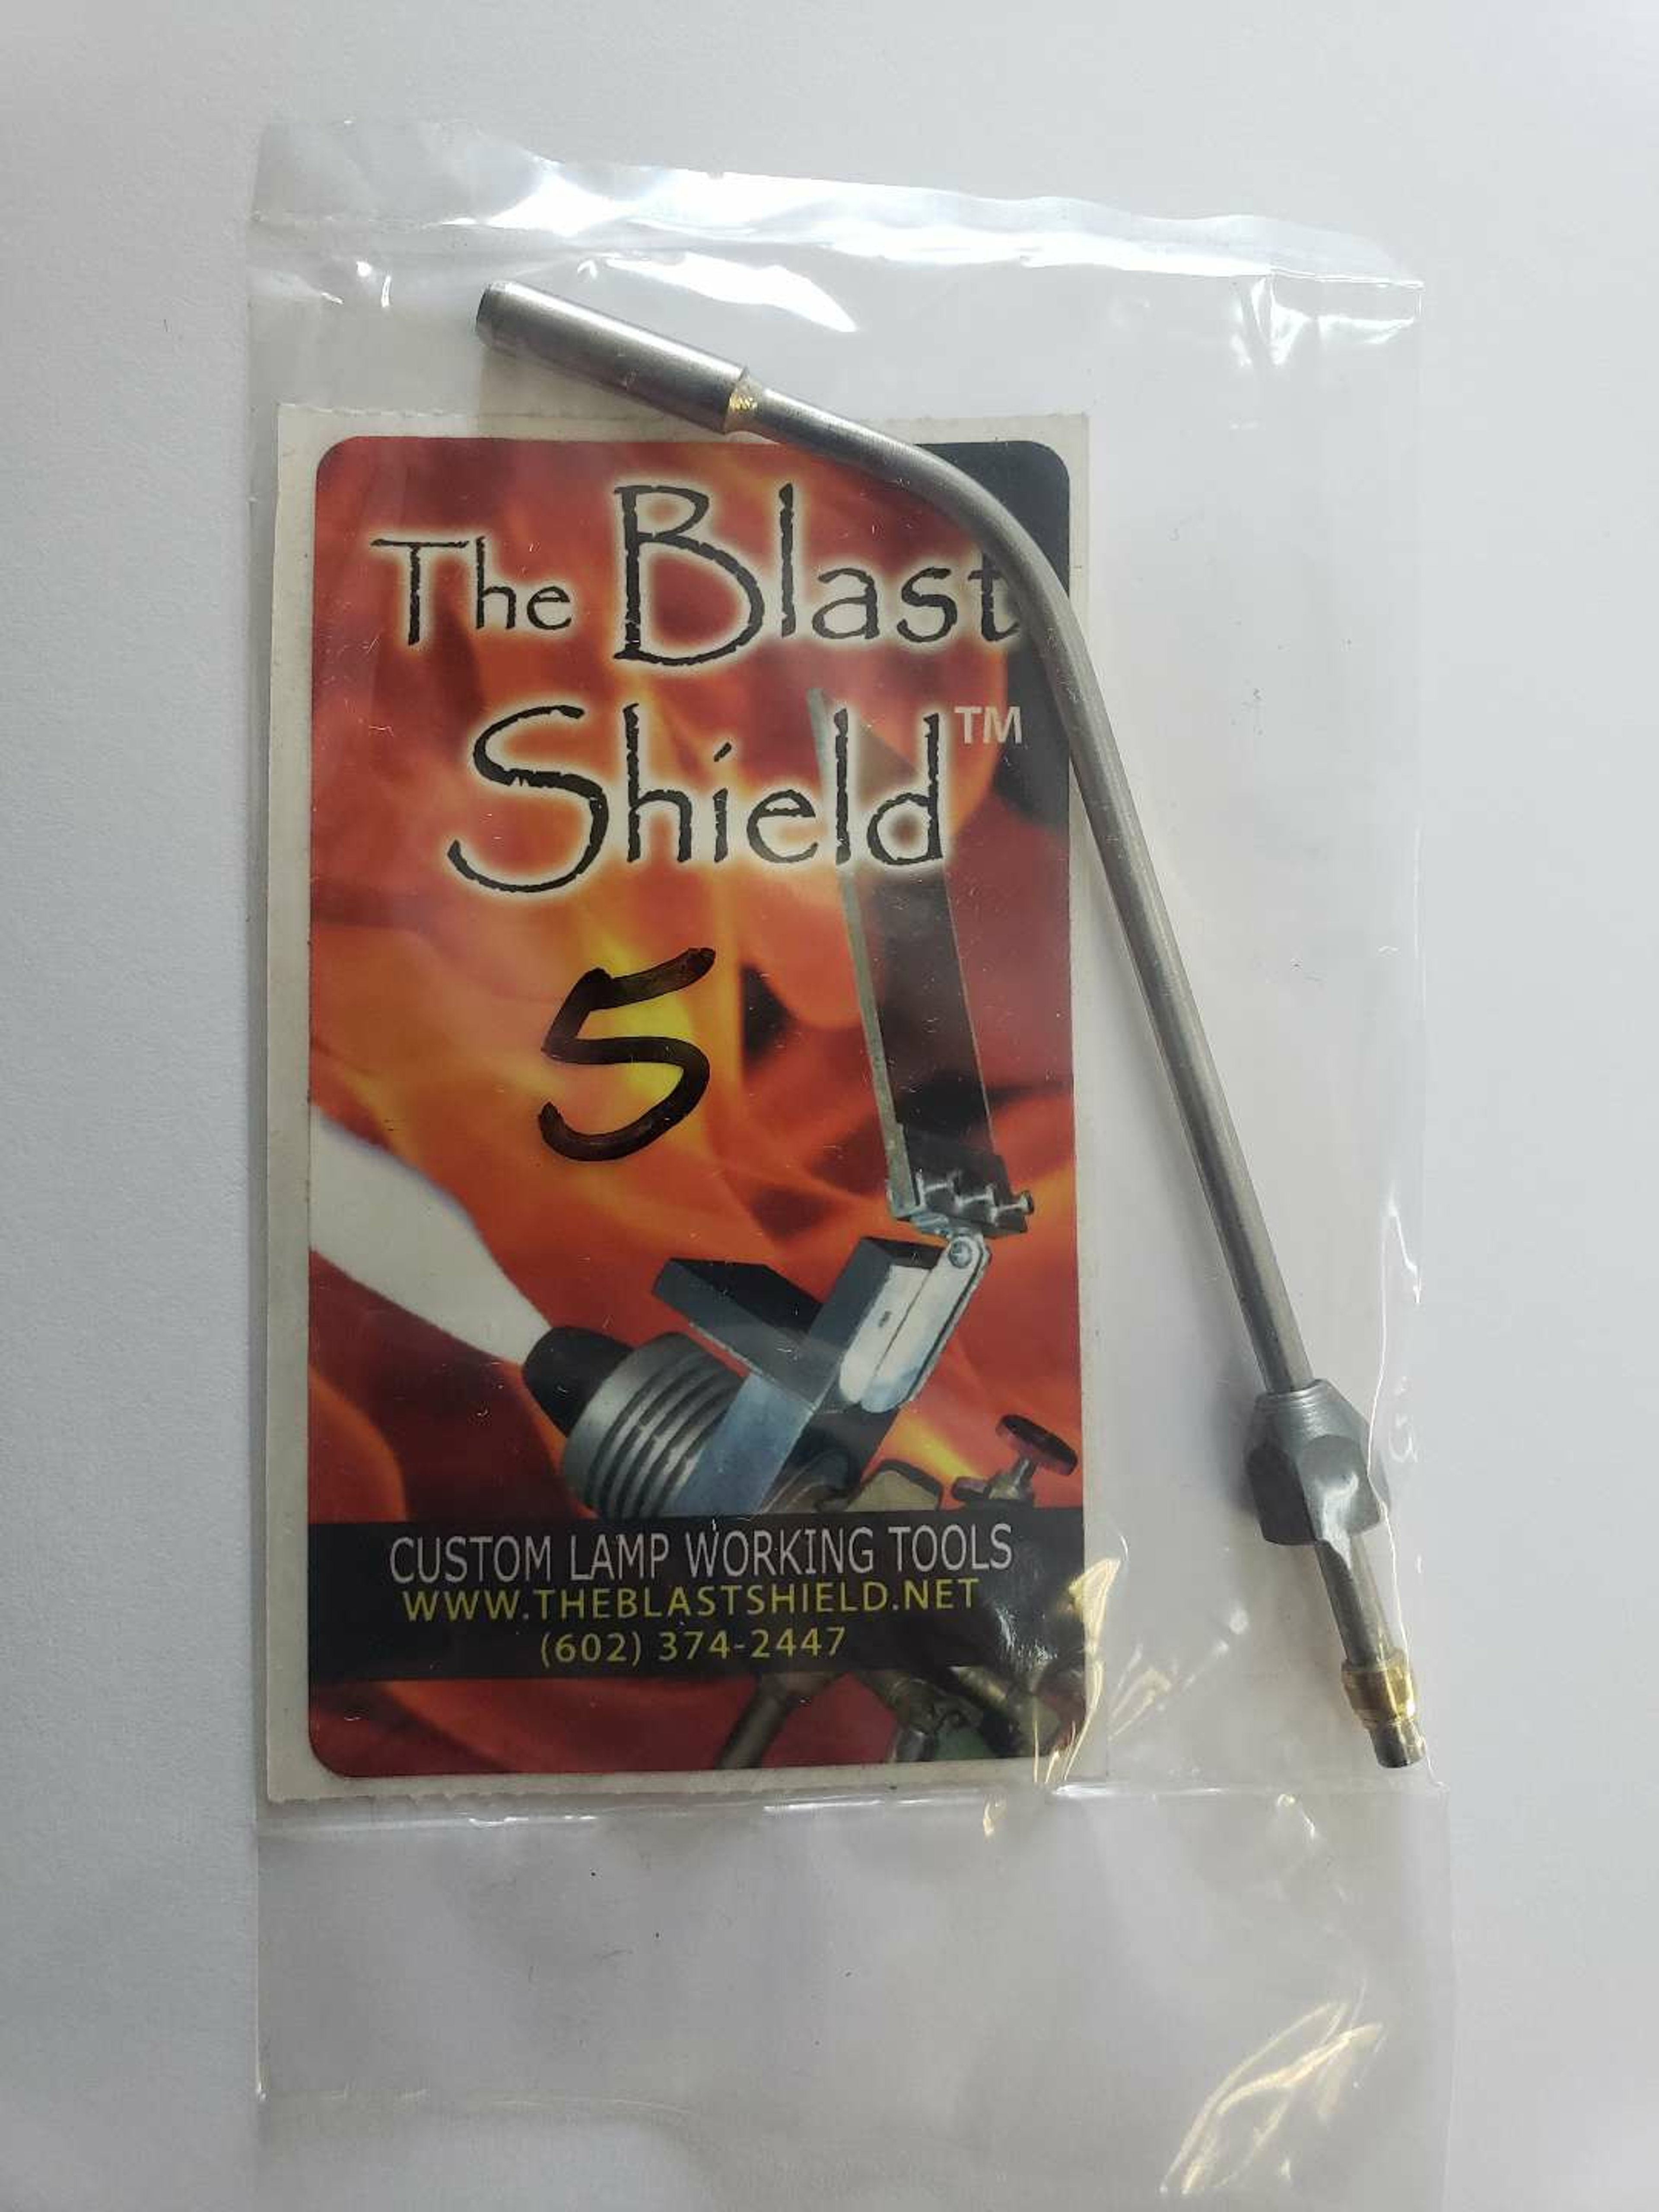 The Blast
Shield™
5
CUSTOM LAMP WORKING TOOLS
WWW.THEBLASTSHIELD.NET
(602) 374-2447